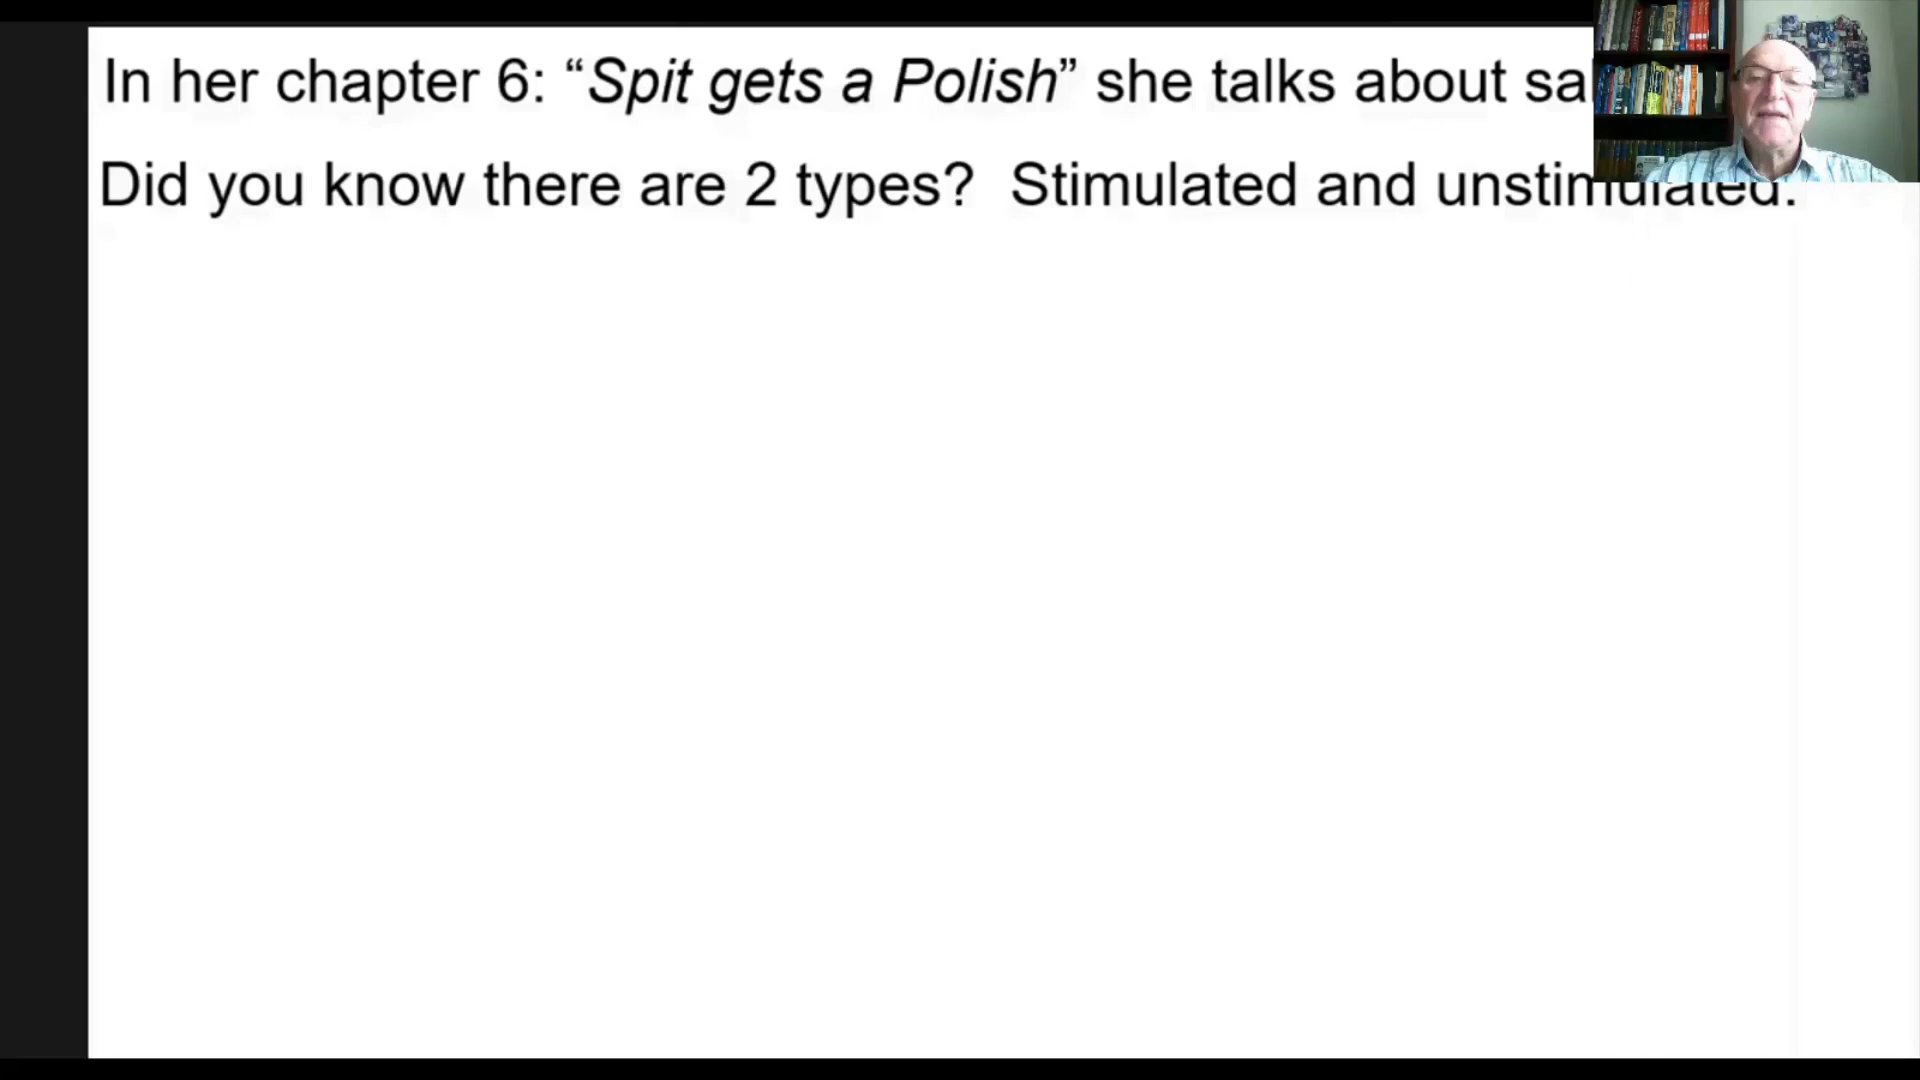 In her chapter 6: “Spit gets a Polish” she talks about
Did you know there are 2 types? Stimulated and unstimulated.